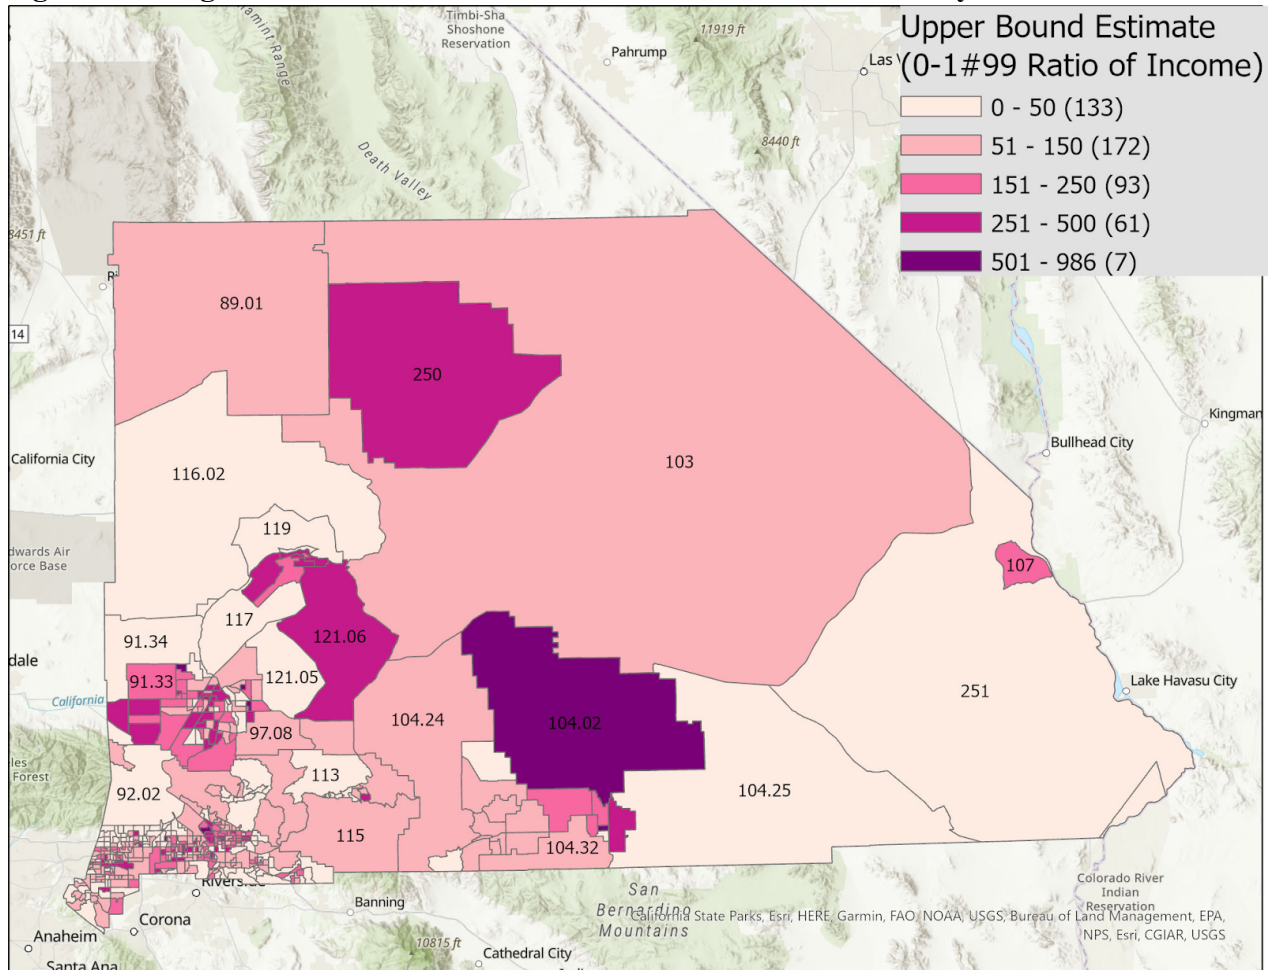 Timbi-Sha
Shoshone
Reservation
11919 ft
Pahrump
Las V
8440 ft
Death Valley
8451 ft
14
Upper Bound Estimate
(0-1#99 Ratio of Income)
0 - 50 (133)
51 - 150 (172)
151 - 250 (93)
251 - 500 (61)
501 - 986 (7)
89.01
250
Kingman
Bullhead City
California City
103
116.02
119
dwards Air
orce Base
107
117
91.34
121.06
dale
91.33
121.05
251
Lake Havasu City
California
104.24
104.02
97.08
les
Forest
113
92.02
104.25
115
104.32
Riverside
Colorado River
Indian
Reservation
San
Bernardino
Mountains
Banning
Corona
California State Parks, Esri, HERE, Garmin, FAO, NOAA, USGS, Bureau of Land Management, EPA,
NPS, Esri, CGIAR, USGS
Anaheim
10815 ft
Cathedral City
Santa Ana